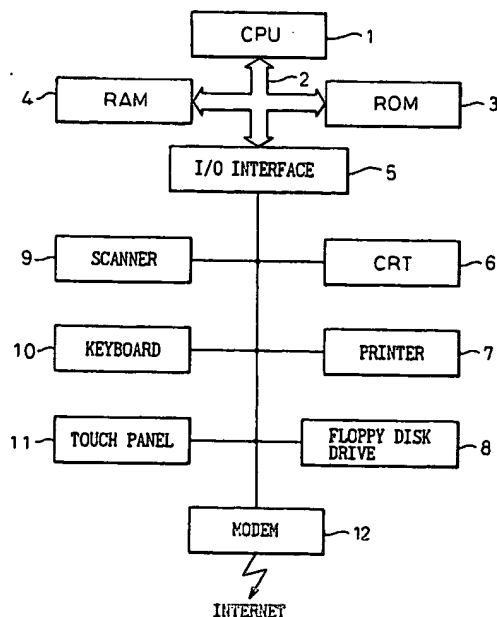 CPU 1
2
4 RAM ROM 3
I/O INTERFACE 5
9 SCANNER CRT 6
10 KEYBOARD PRINTER 7
11 TOUCH PANEL FLOPPY DISK
DRIVE 8
MODEM 12
INTERNET